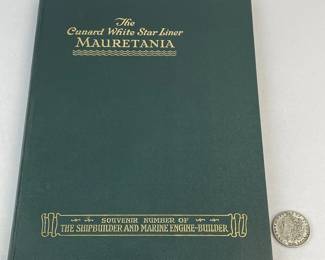 The
Cunard White Star Liner
MAURETANIA
SOUVENIR NUMBER OF
THE SHIPBUILDER AND MARINE ENGINE-BUILDER